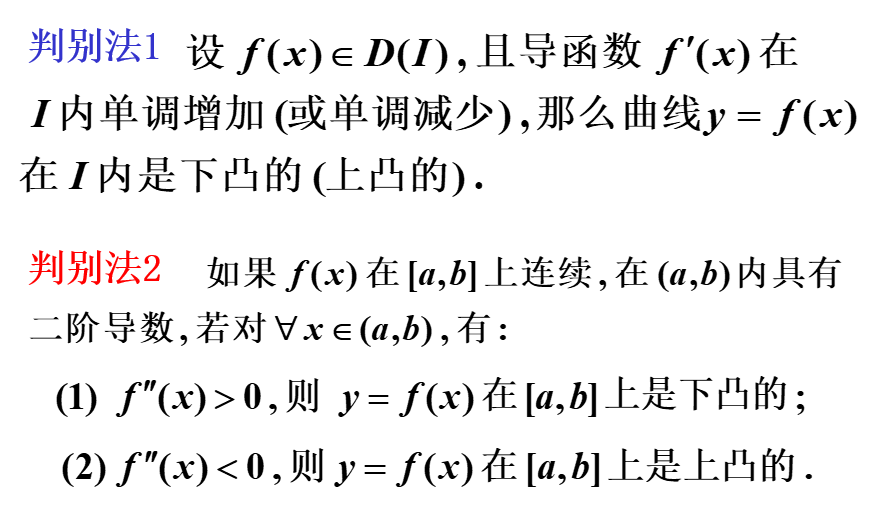 判别法1 设 f(x)∈D(I),且导函数 f′(x)在
I内单调增加(或单调减少),那么曲线y = f(x)
在 I 内是下凸的(上凸的).
判别法2 如果 f(x)在[a,b]上连续,在(a,b)内具有
二阶导数,若对∀x∈(a,b),有:
(1) f″(x)>0,则 y = f(x)在[a,b]上是下凸的;
(2) f″(x)<0,则 y = f(x)在[a,b]上是上凸的.